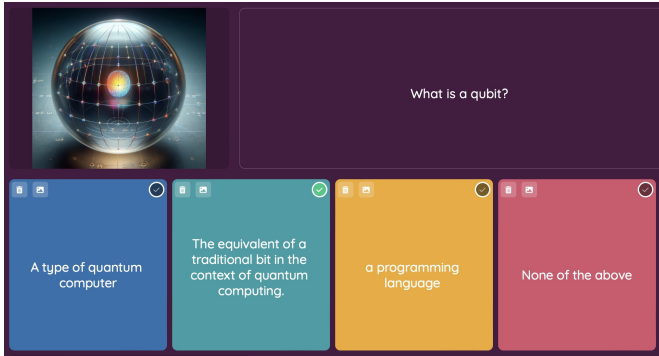 What is a qubit?
A type of quantum
computer
The equivalent of a
traditional bit in the
context of quantum
computing.
a programming
language
None of the above